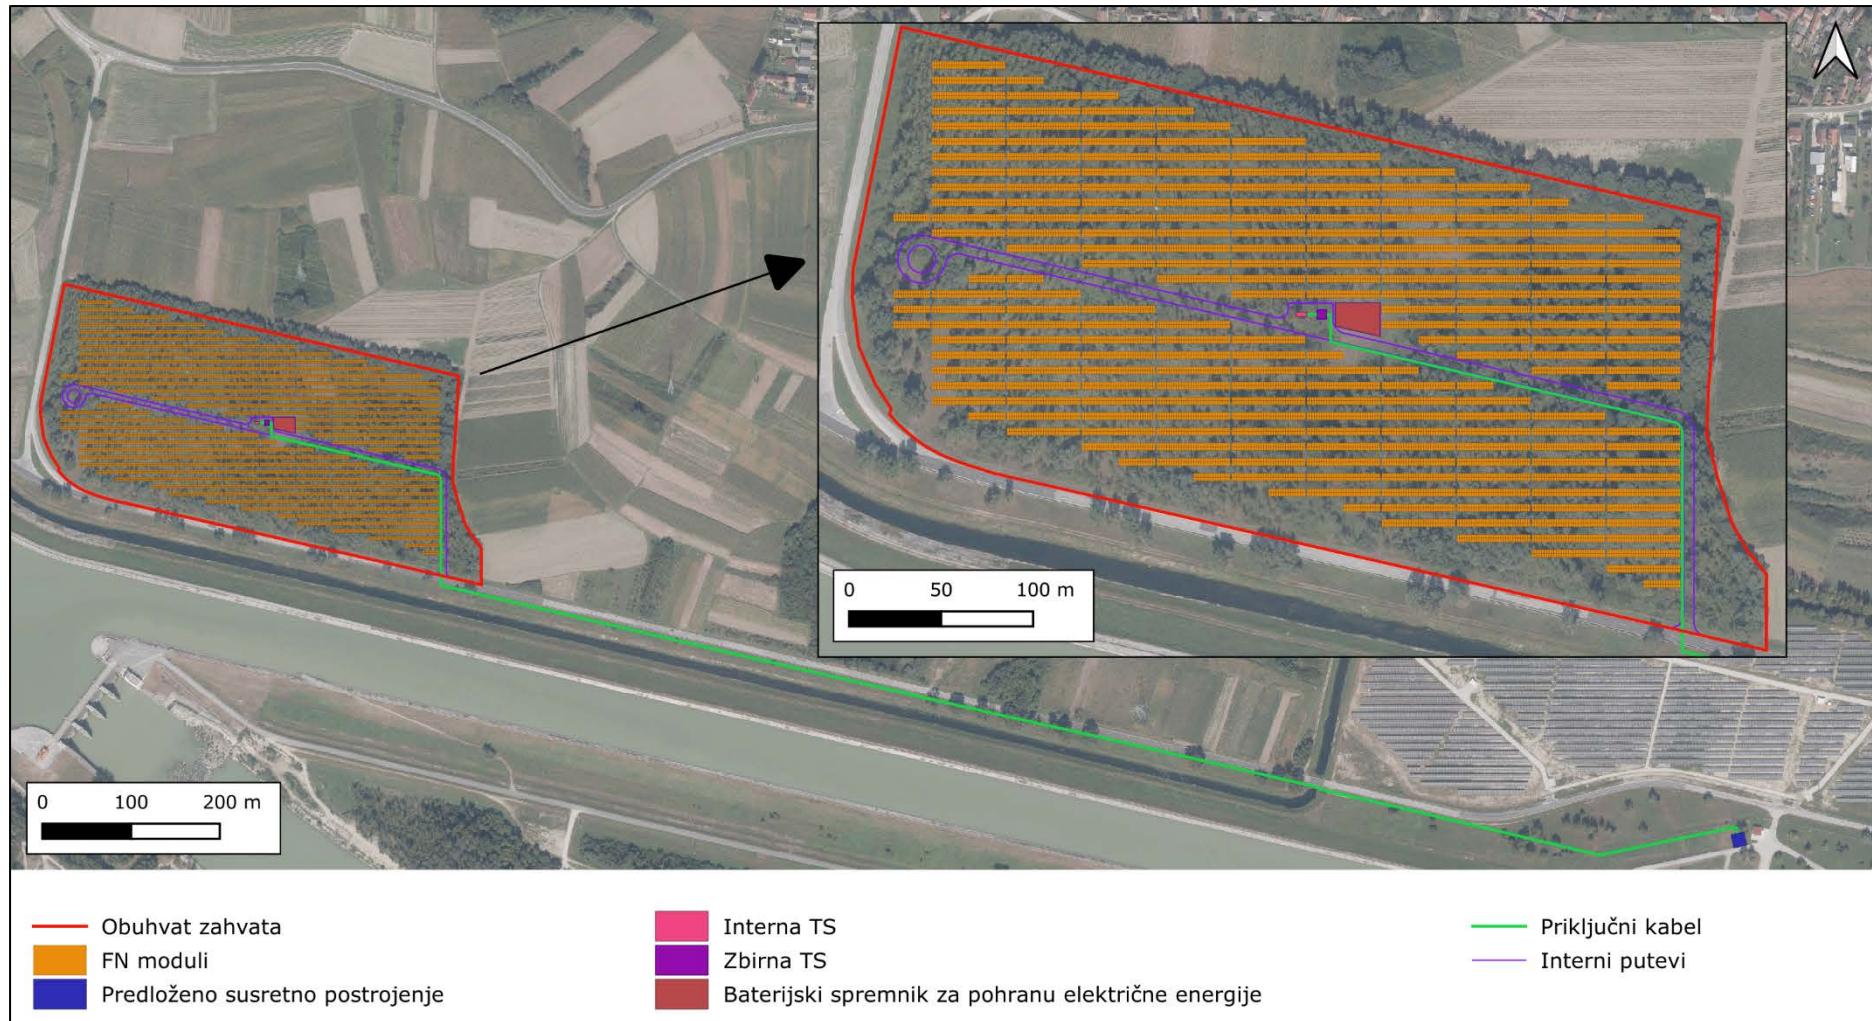 0 50 100 m
0 100 200 m
Obuhvat zahvata
FN moduli
Predloženo susretno postrojenje
Interna TS
Zbirna TS
Baterijski spremnik za pohranu električne energije
Priključni kabel
Interni putevi